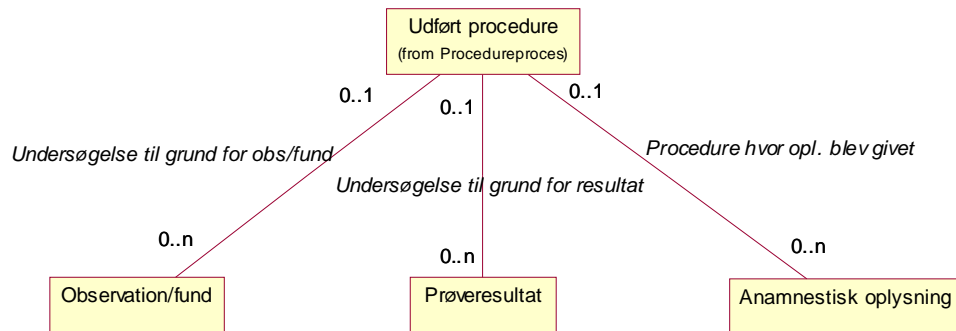 Udført procedure
(from Procedureproces)
0..1
0..1
0..1
Undersøgelse til grund for obs/fund
Procedure hvor opl. blev givet
Undersøgelse til grund for resultat
0..n
0..n
0..n
Observation/fund
Prøveresultat
Anamnestisk oplysning